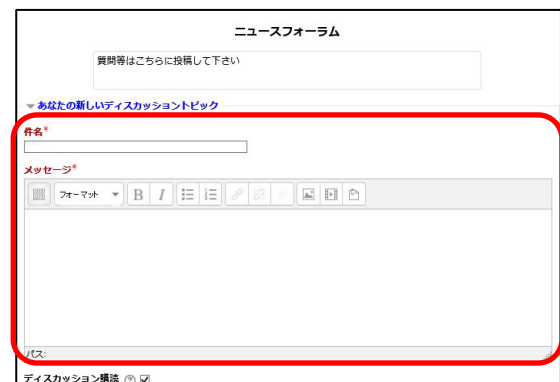 ニュースフォーラム
質問等はこちらに投稿して下さい
あなたの新しいディスカッショントピック
件名*
メッセージ*
フォーマット B I
パス:
ディスカッション購読